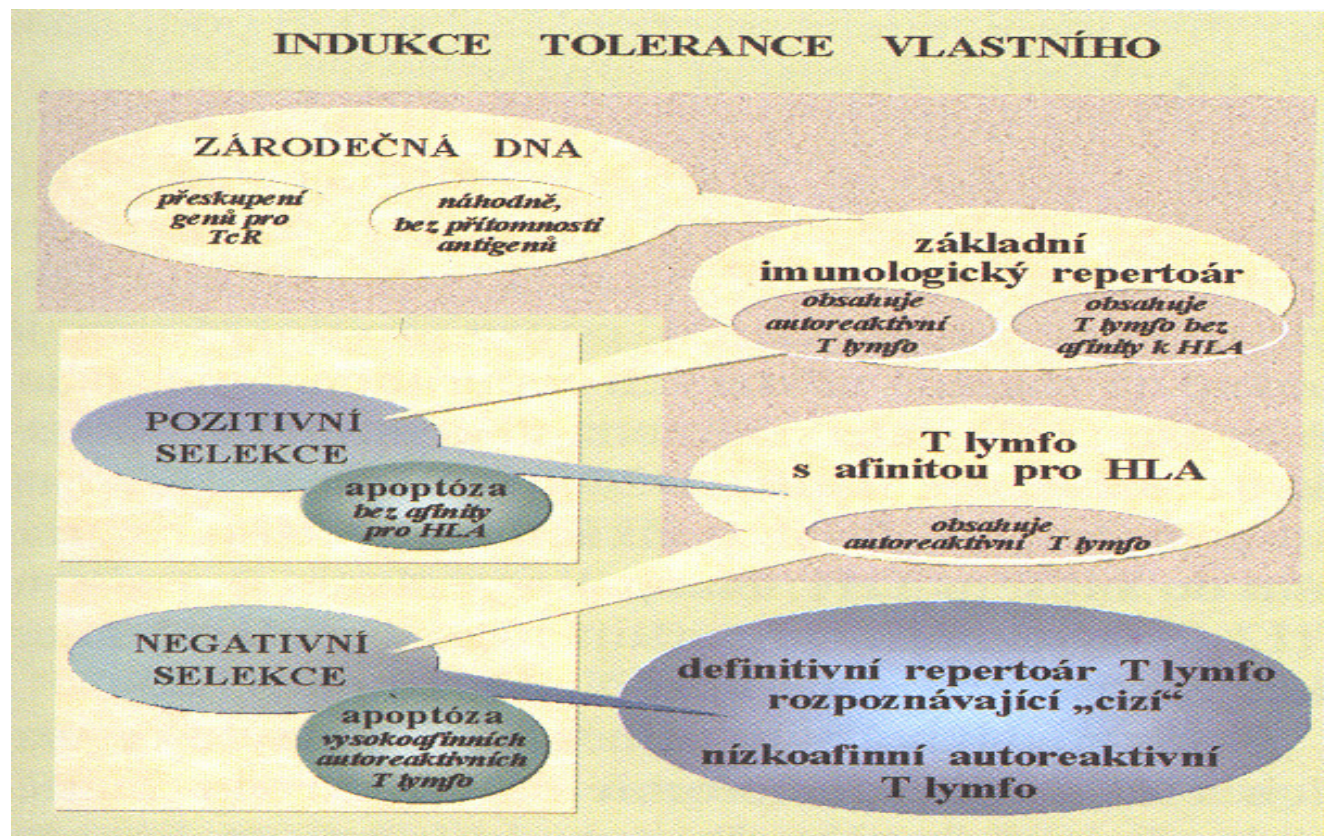 INDUKCE TOLERANCE VLASTNÍHO
ZÁRODEČNÁ DNA
přeskupení
genů pro
TcR
náhodně,
bez přítomnosti
antigenů
základní
imunologický repertoár
obsahuje
autoreaktivní
T lymfo
obsahuje
T lymfo bez
afinity k HLA
POZITIVNÍ
SELEKCE
apoptóza
bez afinity
pro HLA
T lymfo
s afinitou pro HLA
obsahuje
autoreaktivní T lymfo
NEGATIVNÍ
SELEKCE
apoptóza
vysokoafinních
autoreaktivních
T lymfo
definitivní repertoár T lymfo
rozpoznávající „cizí“
nízkoafinní autoreaktivní
T lymfo